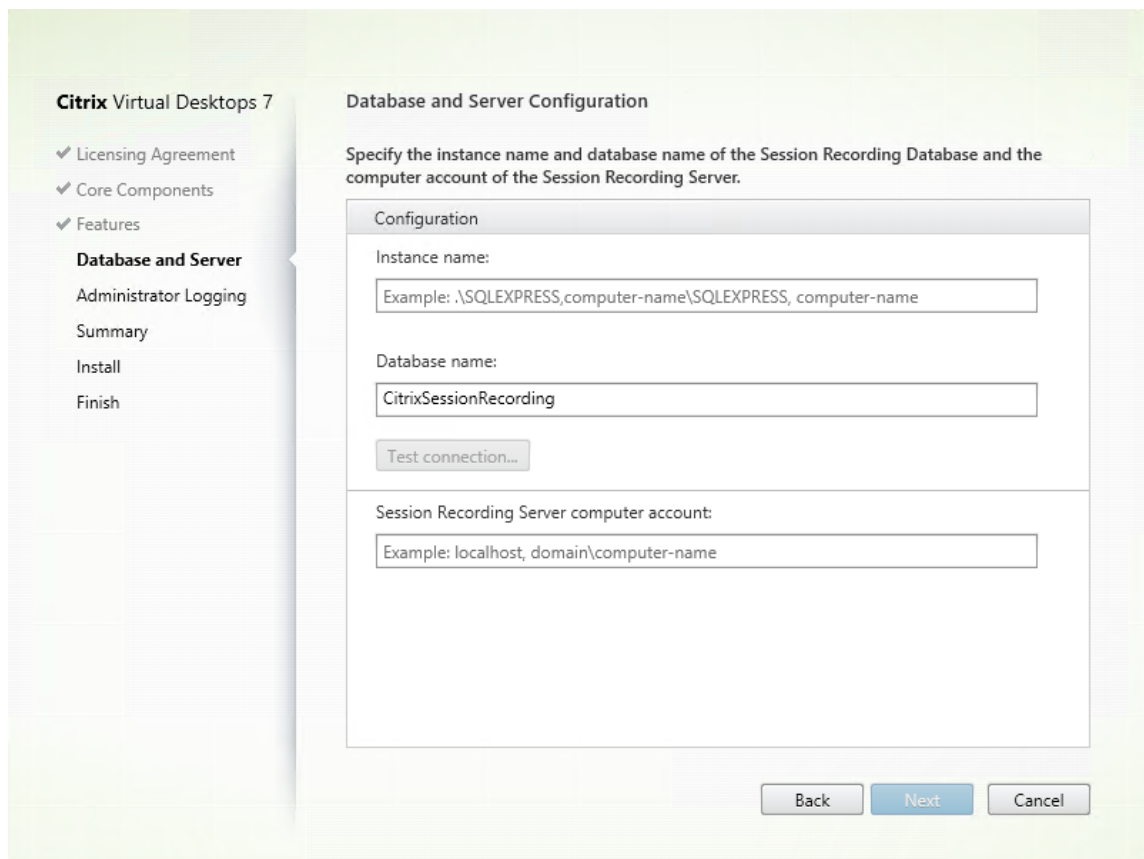 Citrix Virtual Desktops 7
✔ Licensing Agreement
✔ Core Components
✔ Features
Database and Server
Administrator Logging
Summary
Install
Finish
Database and Server Configuration
Specify the instance name and database name of the Session Recording Database and the
computer account of the Session Recording Server.
Configuration
Instance name:
Example: .\SQLEXPRESS,computer-name\SQLEXPRESS, computer-name
Database name:
CitrixSessionRecording
Test connection...
Session Recording Server computer account:
Example: localhost, domain\computer-name
Back
Next
Cancel